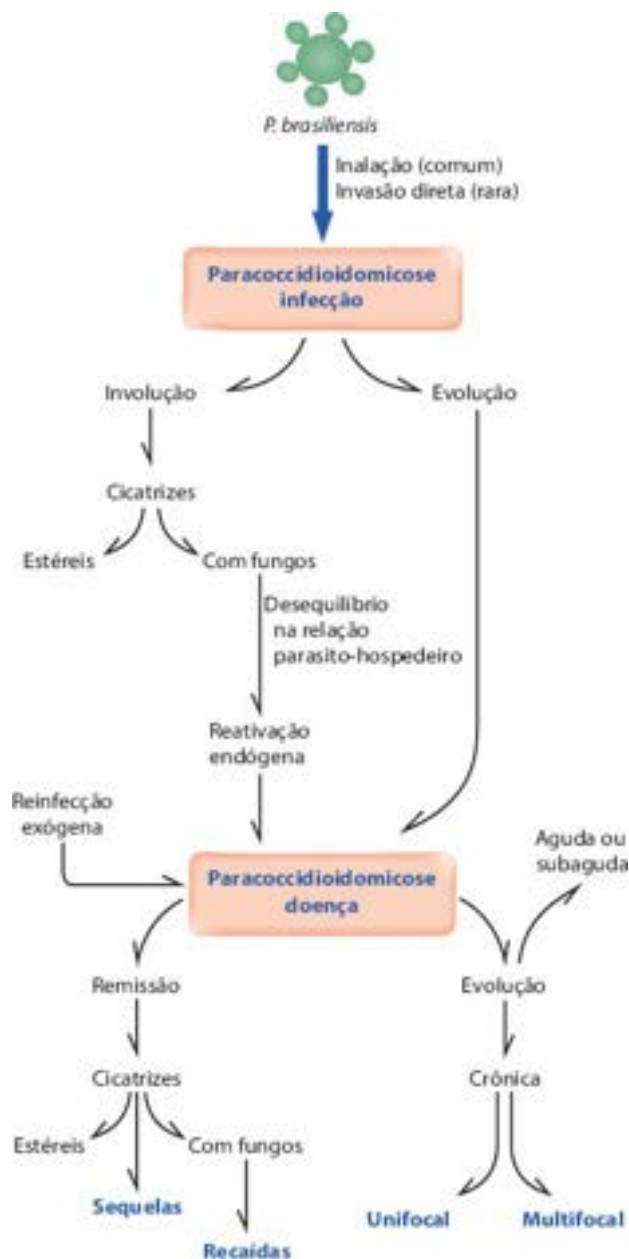 P. brasiliensis
Inalação (comum)
Invasão direta (rara)
Paracoccidioidomicose
infecção
Involução
Evolução
Cicatrizes
Estéreis
Com fungos
Desequilíbrio
na relação
parasito-hospedeiro
Reativação
endógena
Reinfecção
exógena
Aguda ou
subaguda
Paracoccidioidomicose
doença
Remissão
Evolução
Cicatrizes
Crônica
Estéreis
Com fungos
Sequelas
Unifocal
Multifocal
Recaídas